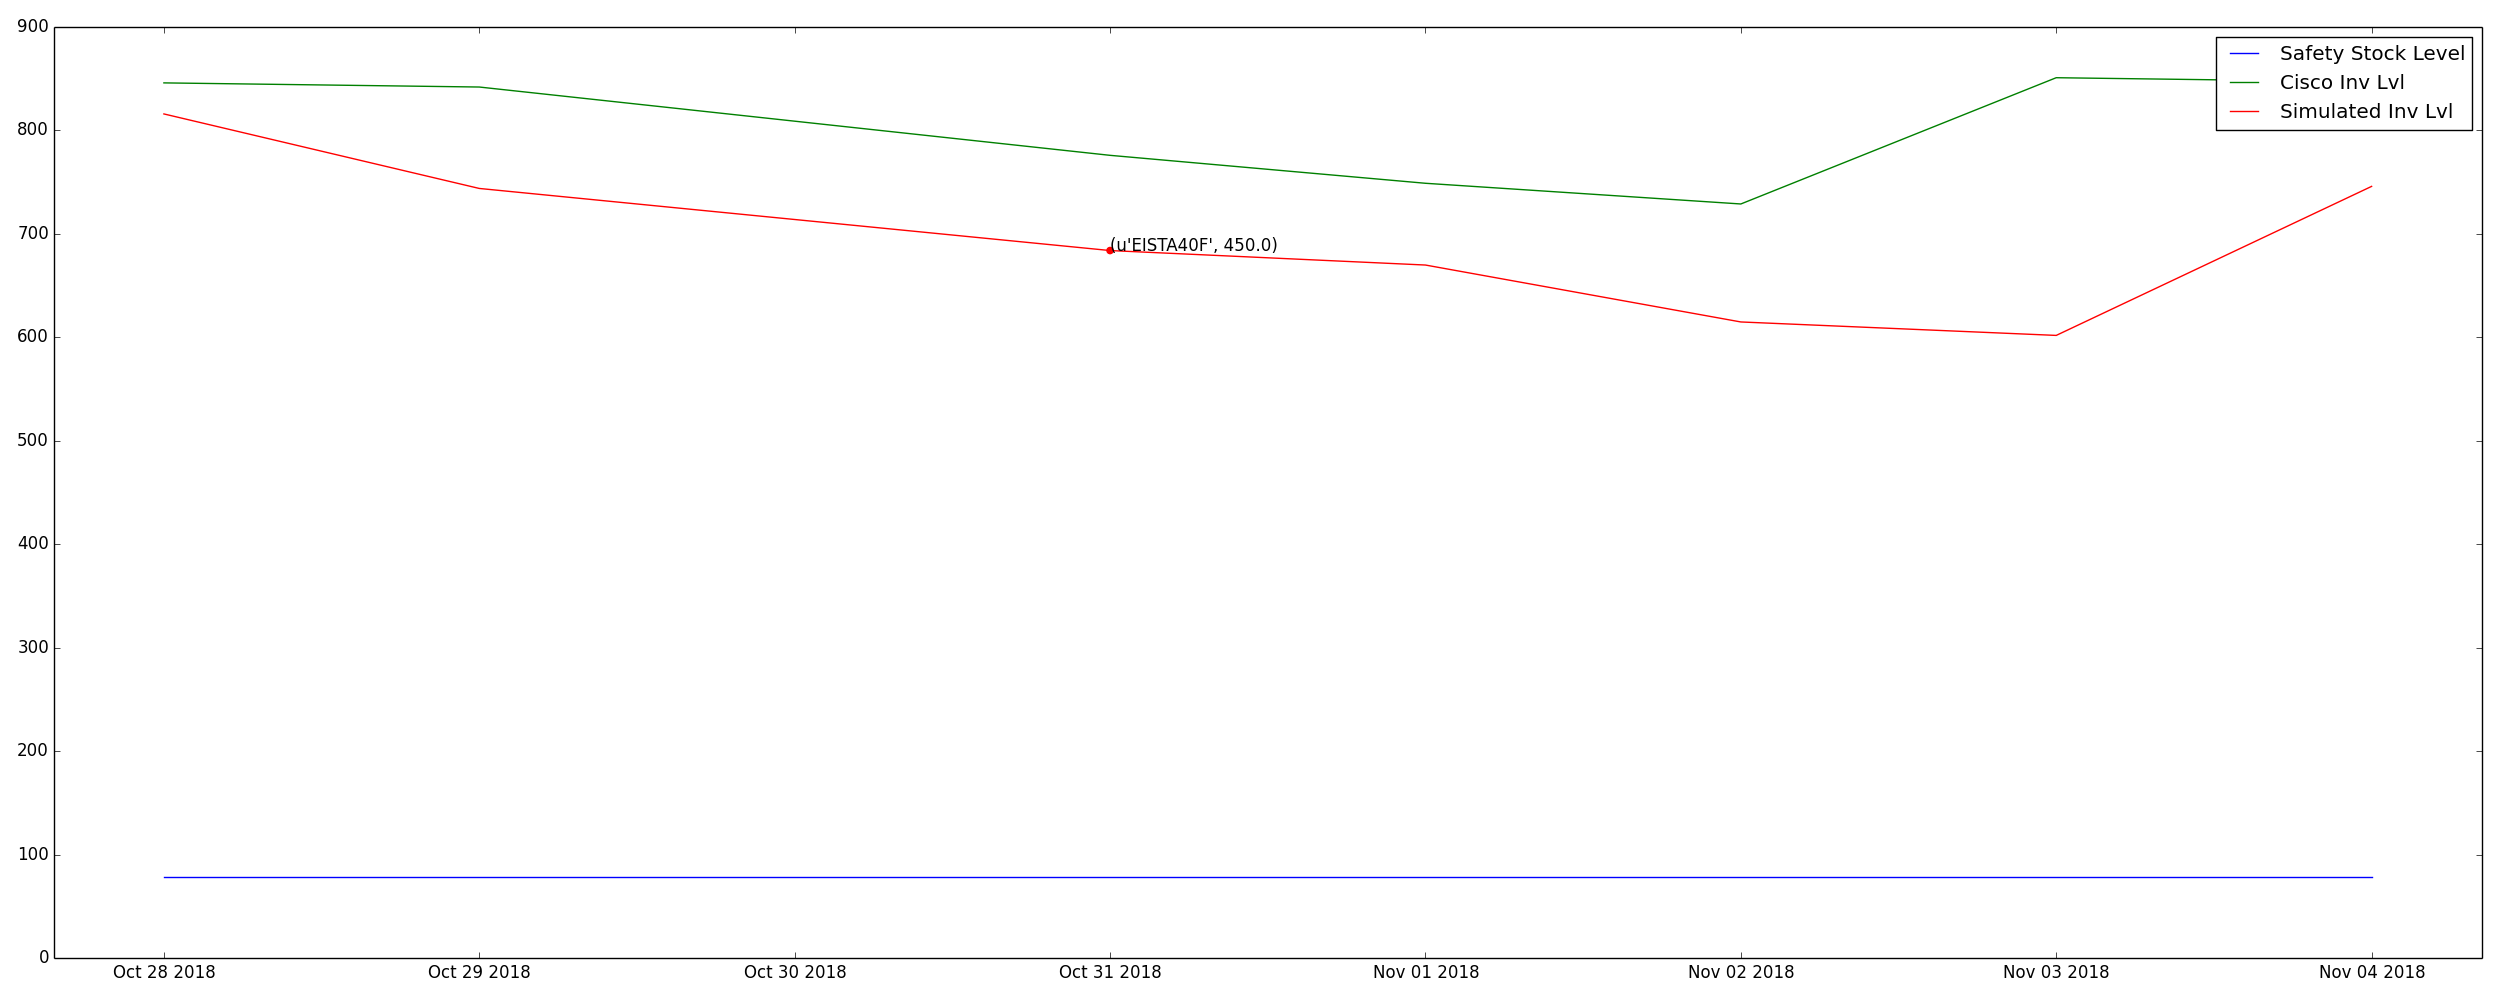 900
800
700
600
500
400
300
200
100
0
Safety Stock Level
Cisco Inv Lvl
Simulated Inv Lvl
(u'EISTA40F', 450.0)
Oct 28 2018 Oct 29 2018 Oct 30 2018 Oct 31 2018 Nov 01 2018 Nov 02 2018 Nov 03 2018 Nov 04 2018